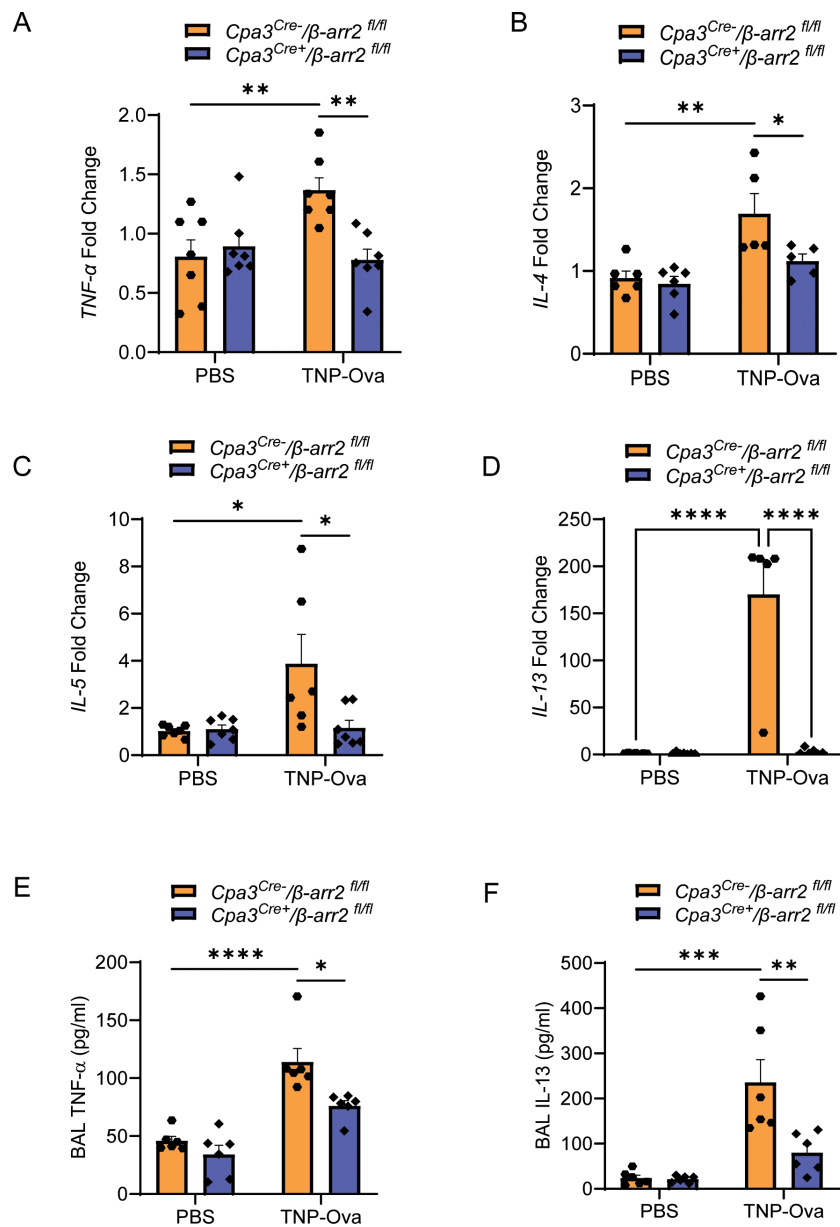 A
Cpa3Cre-/β-arr2 fl/fl
Cpa3Cre+/β-arr2 fl/fl
** **
2.0
1.5
1.0
0.5
0.0
TNF-α Fold Change
PBS TNP-Ova
B
Cpa3Cre-/β-arr2 fl/fl
Cpa3Cre+/β-arr2 fl/fl
** *
3
2
1
0
IL-4 Fold Change
PBS TNP-Ova
C
Cpa3Cre-/β-arr2 fl/fl
Cpa3Cre+/β-arr2 fl/fl
* *
10
8
6
4
2
0
IL-5 Fold Change
PBS TNP-Ova
D
Cpa3Cre-/β-arr2 fl/fl
Cpa3Cre+/β-arr2 fl/fl
**** ****
250
200
150
100
50
0
IL-13 Fold Change
PBS TNP-Ova
E
Cpa3Cre-/β-arr2 fl/fl
Cpa3Cre+/β-arr2 fl/fl
**** *
200
150
100
50
0
BAL TNF-α (pg/ml)
PBS TNP-Ova
F
Cpa3Cre-/β-arr2 fl/fl
Cpa3Cre+/β-arr2 fl/fl
*** **
500
400
300
200
100
0
BAL IL-13 (pg/ml)
PBS TNP-Ova